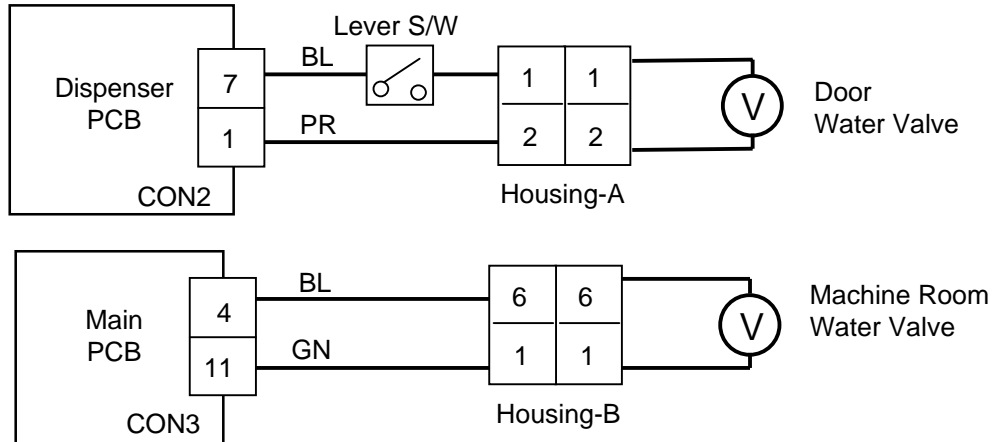 Lever S/W
BL
Dispenser
PCB
7
1
PR
CON2
1 1
2 2
Housing-A
V
Door
Water Valve
BL
Main
PCB
4
11
GN
CON3
6 6
1 1
Housing-B
V
Machine Room
Water Valve